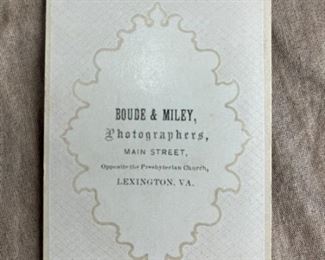 BOUDE & MILEY,
Photographers,
MAIN STREET,
Opposite the Presbyterian Church,
LEXINGTON, VA.